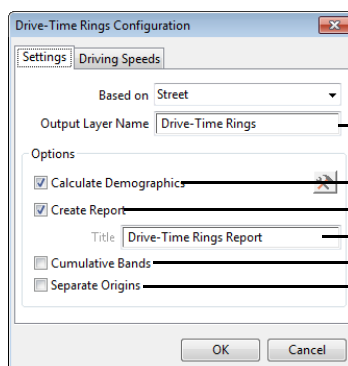 Drive-Time Rings Configuration
Settings Driving Speeds
Based on Street
Output Layer Name Drive-Time Rings
Options
Calculate Demographics
Create Report
Title Drive-Time Rings Report
Cumulative Bands
Separate Origins
OK Cancel